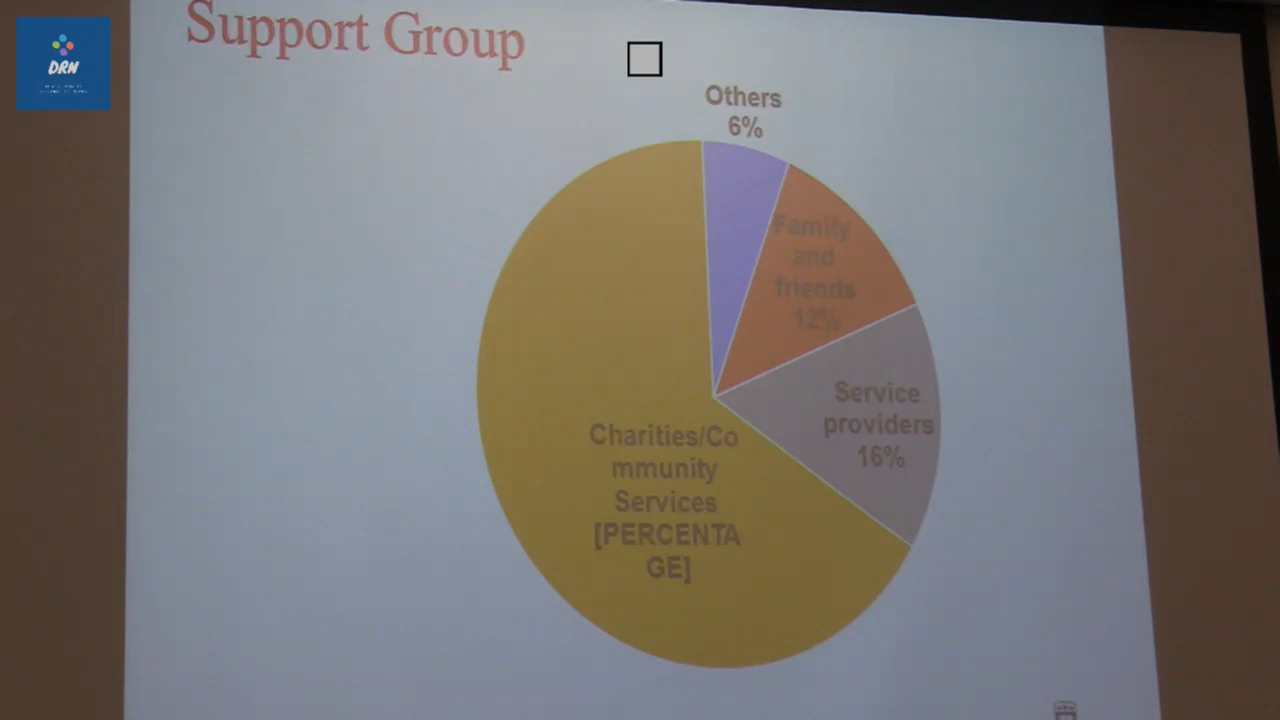 Support Group
DRN
Others
6%
Family
and
friends
12%
Service
providers
16%
Charities/Co
mmunity
Services
[PERCENTA
GE]